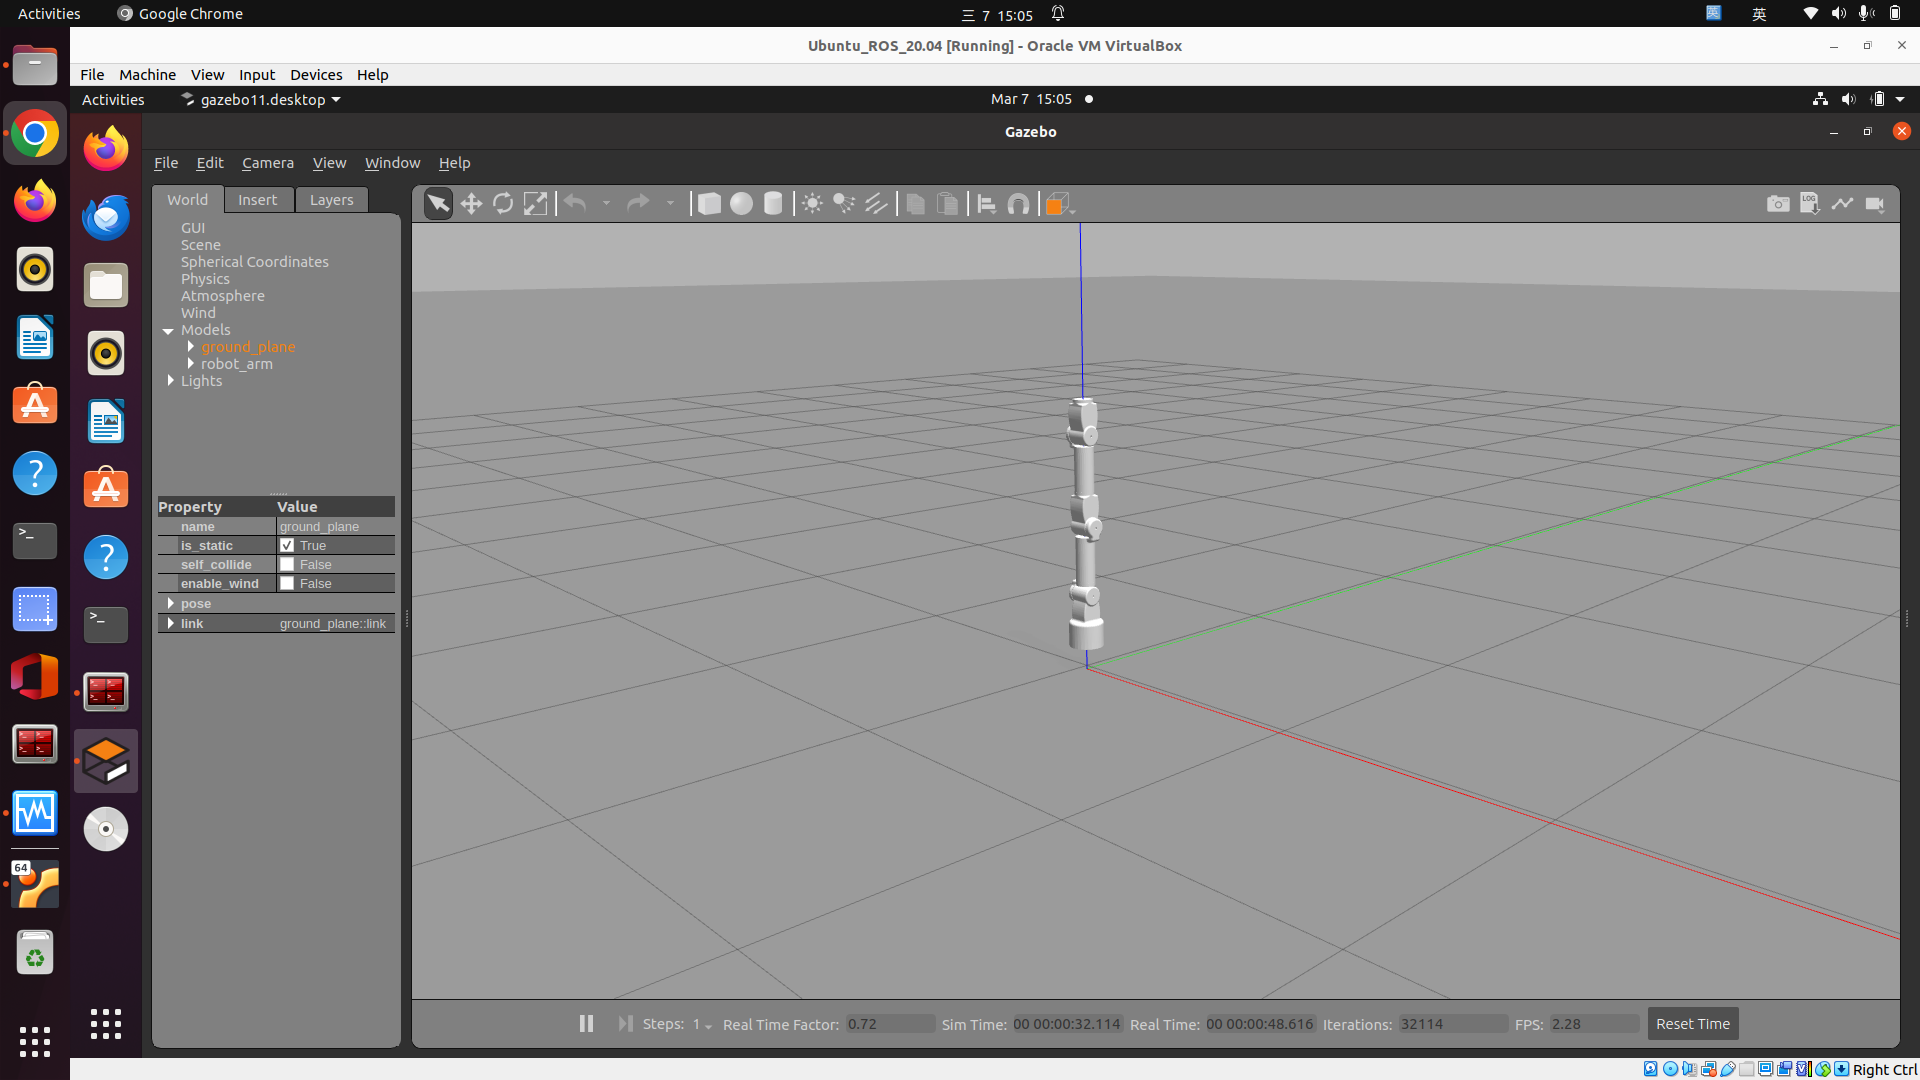 Activities Google Chrome 三 7 15:05 英 英
Ubuntu_ROS_20.04 [Running] - Oracle VM VirtualBox
File Machine View Input Devices Help
Activities gazebo11.desktop Mar 7 15:05
Gazebo
File Edit Camera View Window Help
World Insert Layers
LOG
GUI
Scene
Spherical Coordinates
Physics
Atmosphere
Wind
Models
ground_plane
robot_arm
Lights
Property Value
name ground_plane
is_static True
self_collide False
enable_wind False
pose
link ground_plane::link
64
Steps: 1 Real Time Factor: 0.72 Sim Time: 00 00:00:32.114 Real Time: 00 00:00:48.616 Iterations: 32114 FPS: 2.28 Reset Time
Right Ctrl